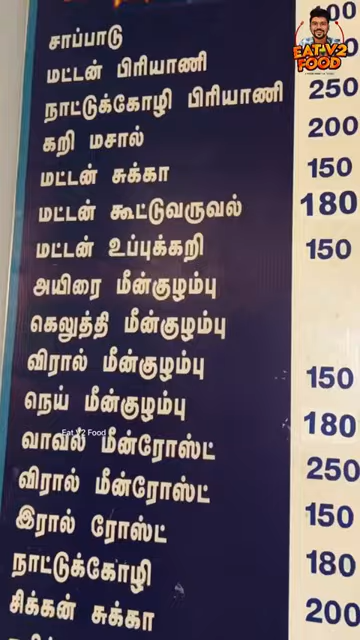 சாப்பாடு
மட்டன் பிரியாணி
நாட்டுக்கோழி பிரியாணி 250
கறி மசால் 200
மட்டன் சுக்கா 150
மட்டன் கூட்டுவருவல் 180
மட்டன் உப்புக்கறி 150
அயிரை மீன்குழம்பு
கெலுத்தி மீன்குழம்பு
விரால் மீன்குழம்பு 150
நெய் மீன்குழம்பு 180
வாவல் மீன்ரோஸ்ட் 250
விரால் மீன்ரோஸ்ட் 150
இரால் ரோஸ்ட் 180
நாட்டுக்கோழி 200
சிக்கன் சுக்கா
EAT V2
FOOD
Eat V2 Food